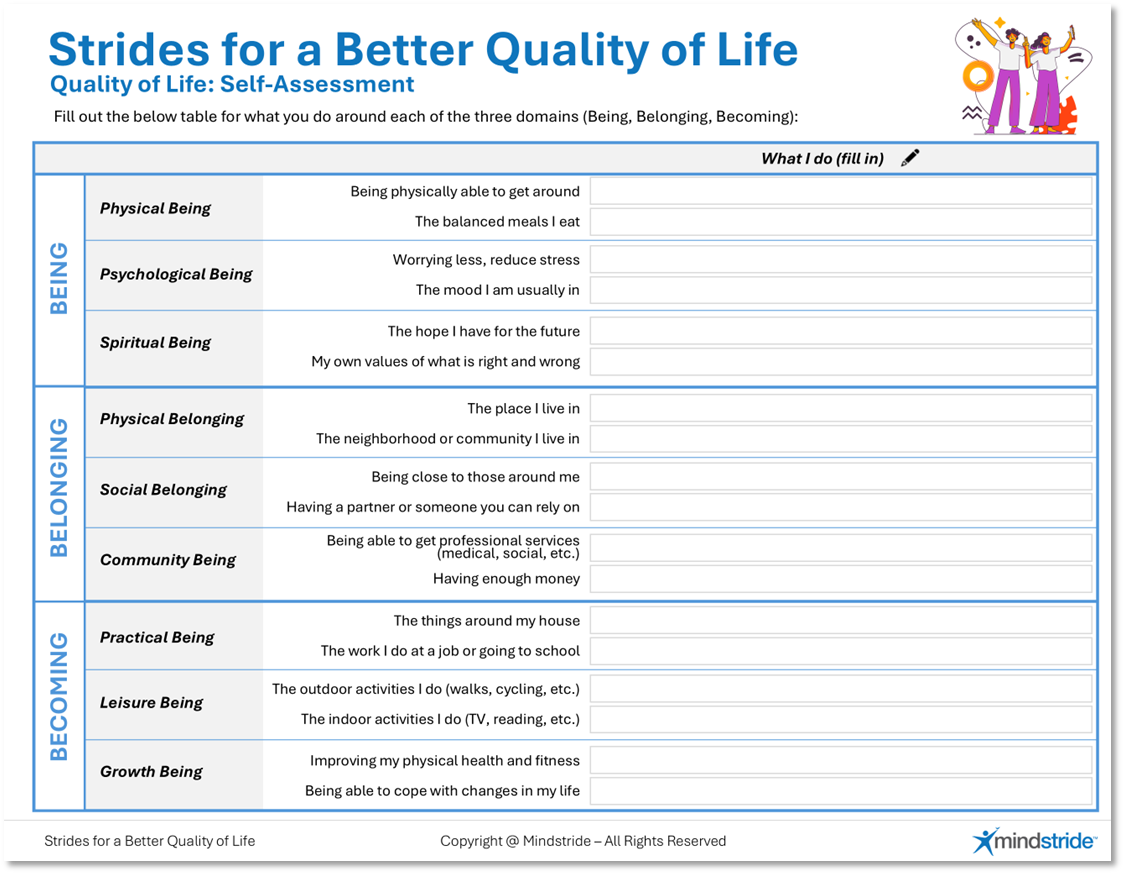 Strides for a Better Quality of Life
Quality of Life: Self-Assessment
Fill out the below table for what you do around each of the three domains (Being, Belonging, Becoming):
What I do (fill in)
BEING
Physical Being
Being physically able to get around
The balanced meals I eat
Psychological Being
Worrying less, reduce stress
The mood I am usually in
Spiritual Being
The hope I have for the future
My own values of what is right and wrong
BELONGING
Physical Belonging
The place I live in
The neighborhood or community I live in
Social Belonging
Being close to those around me
Having a partner or someone you can rely on
Community Being
Being able to get professional services
(medical, social, etc.)
Having enough money
BECOMING
Practical Being
The things around my house
The work I do at a job or going to school
Leisure Being
The outdoor activities I do (walks, cycling, etc.)
The indoor activities I do (TV, reading, etc.)
Growth Being
Improving my physical health and fitness
Being able to cope with changes in my life
Strides for a Better Quality of Life
Copyright @ Mindstride – All Rights Reserved
mindstride™